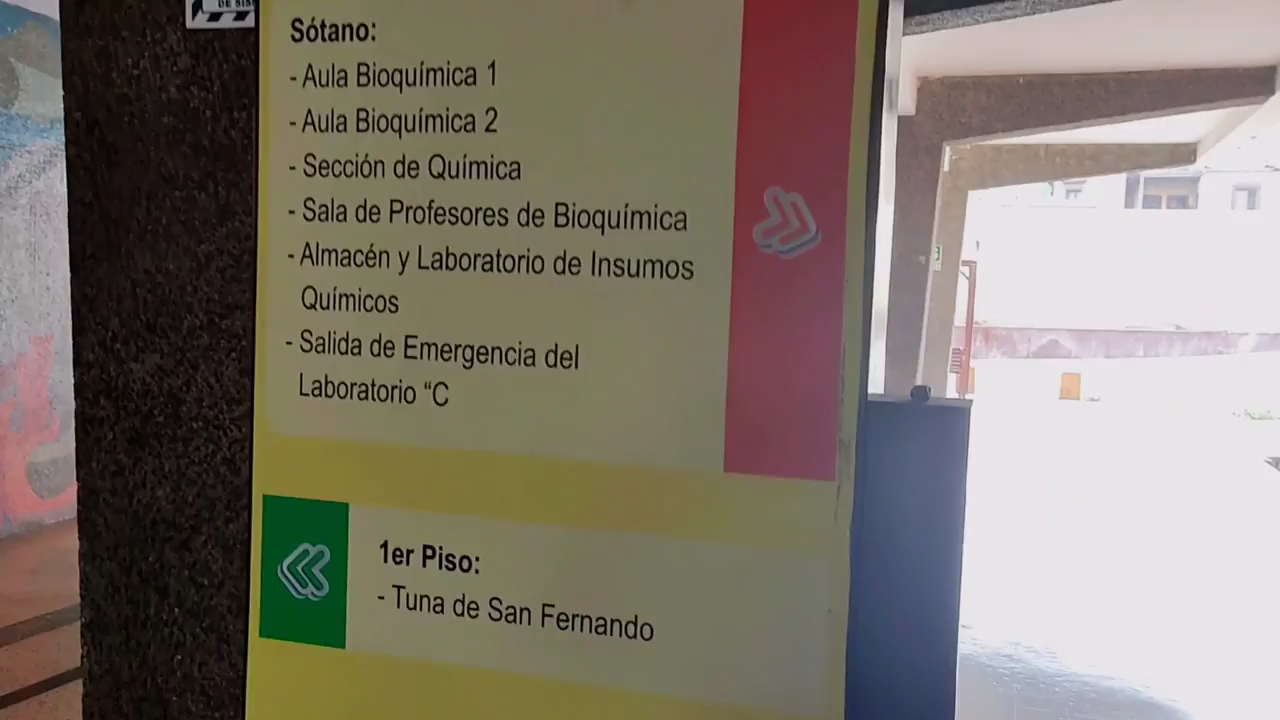 Sótano:
- Aula Bioquímica 1
- Aula Bioquímica 2
- Sección de Química
- Sala de Profesores de Bioquímica
- Almacén y Laboratorio de Insumos
Químicos
- Salida de Emergencia del
Laboratorio “C
1er Piso:
- Tuna de San Fernando